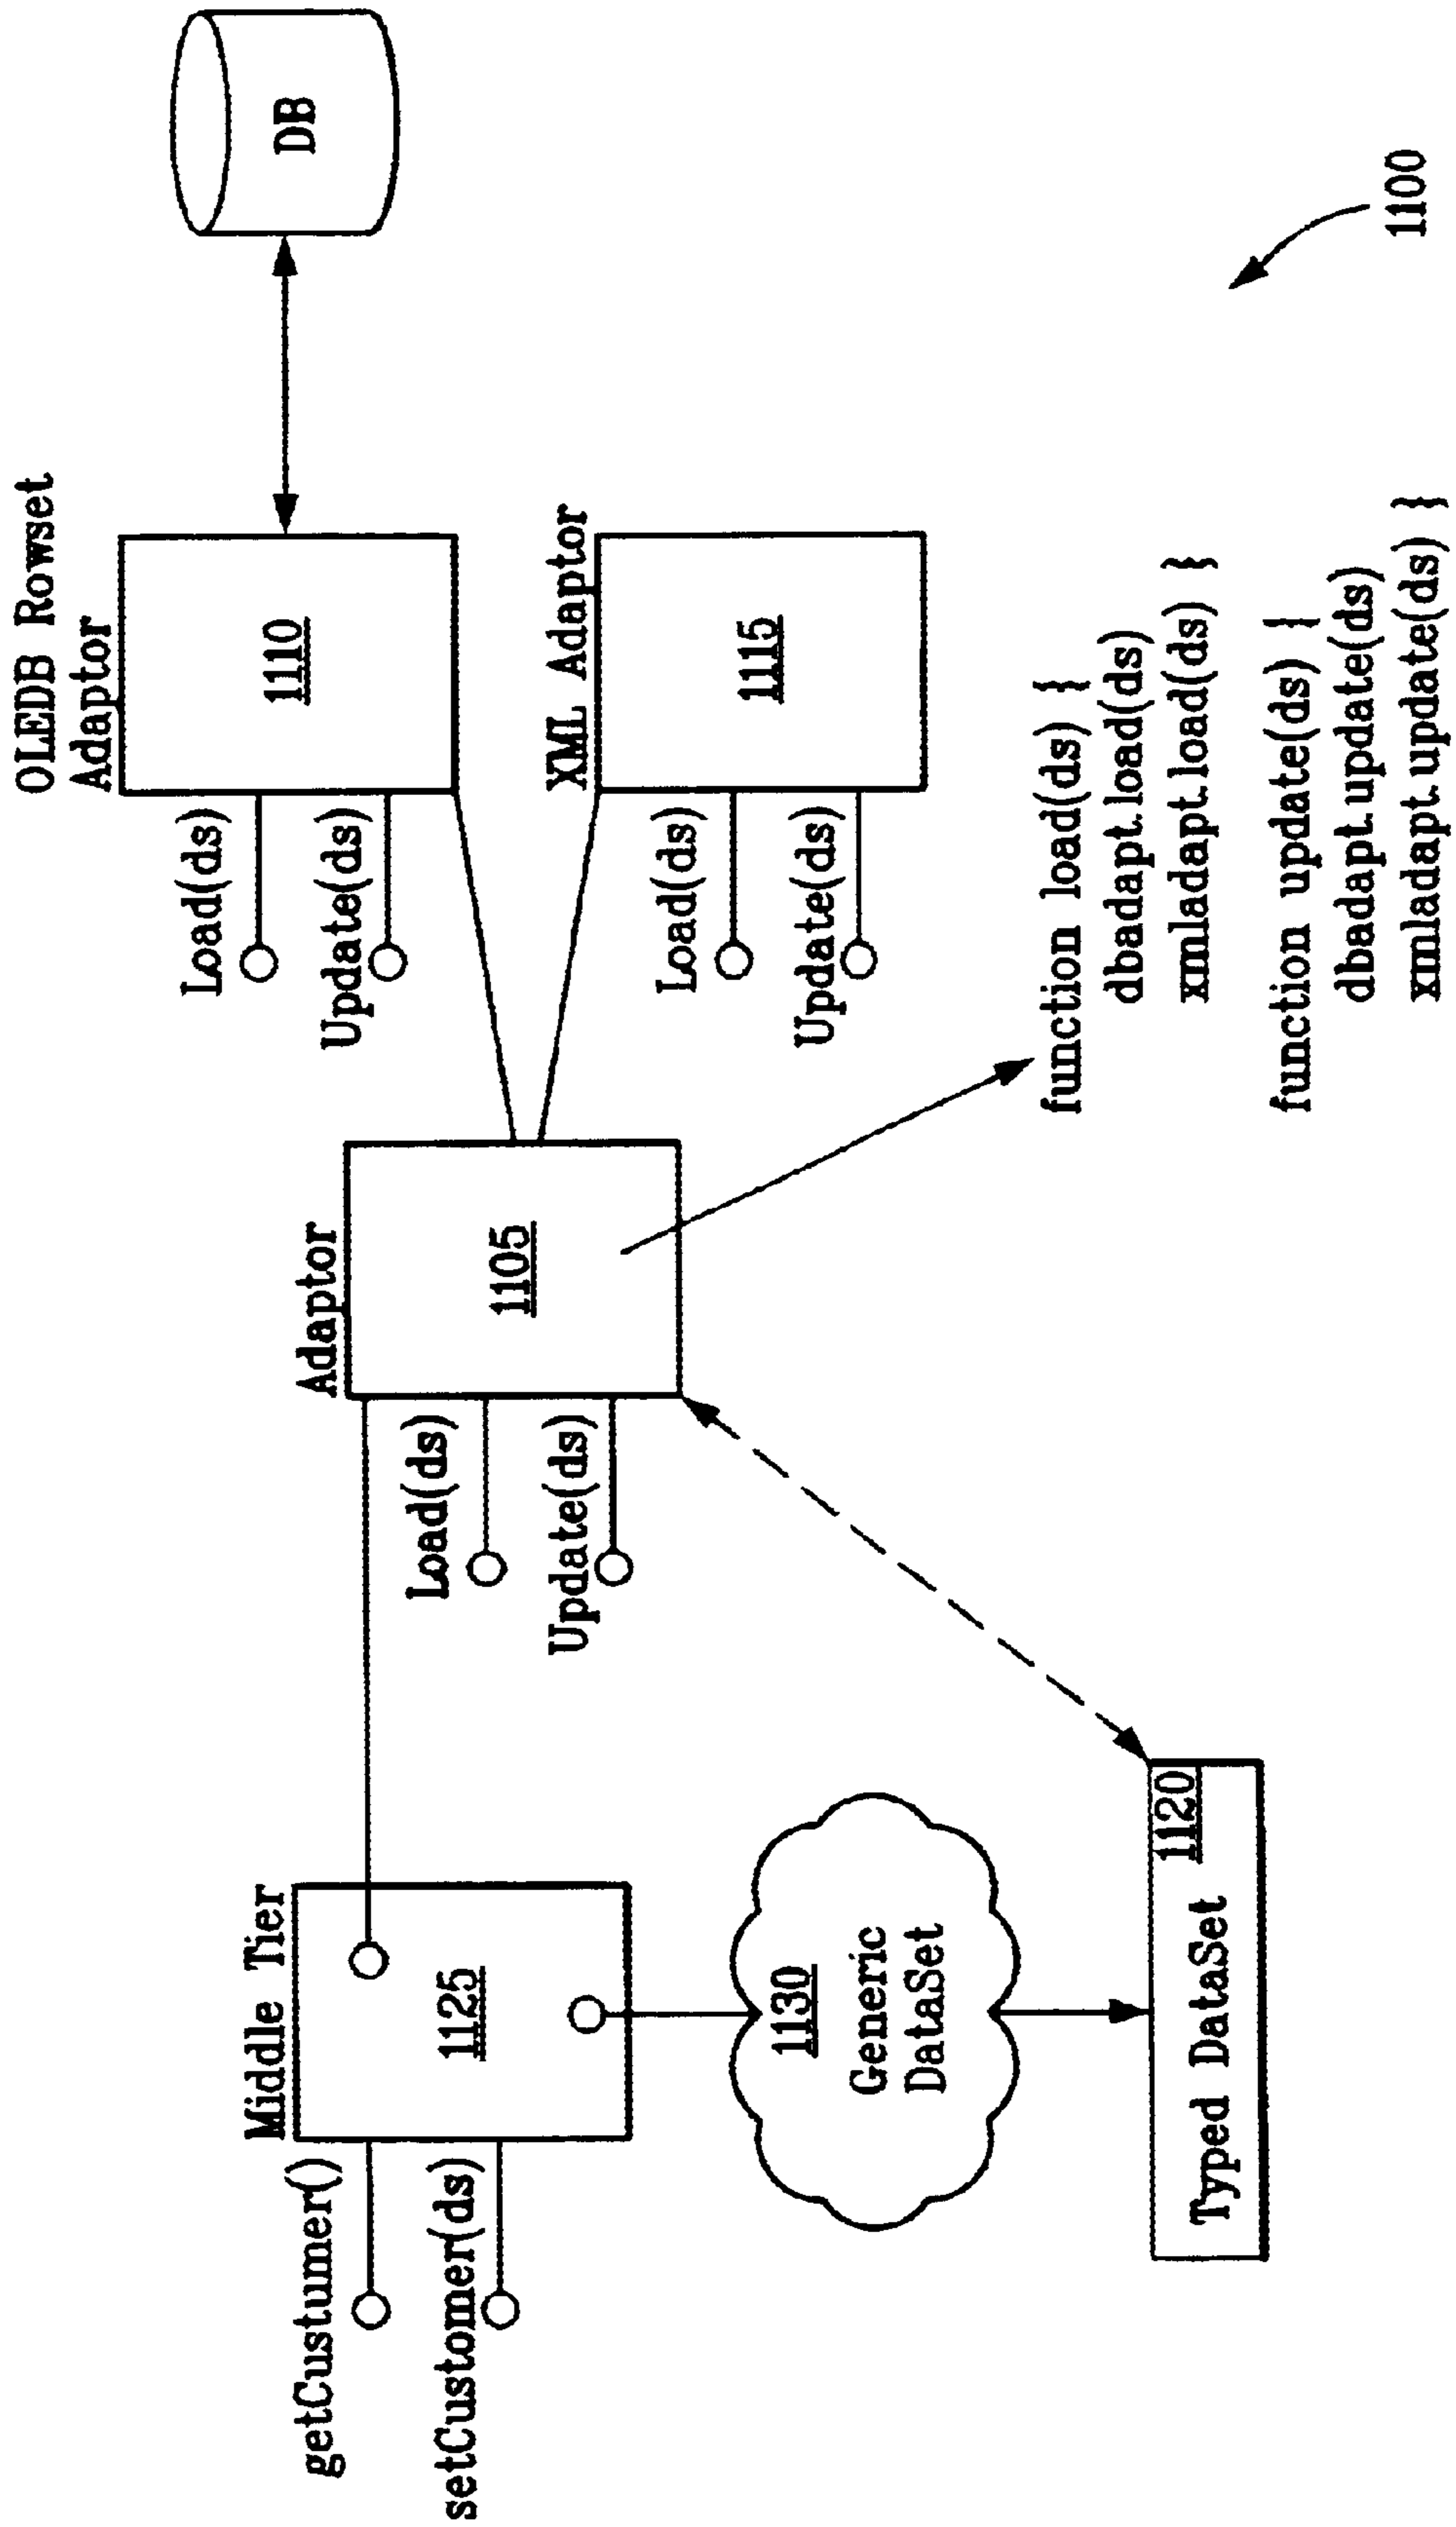 getCustumer()
setCustomer(ds)
Middle Tier
1125
1130
Generic
DataSet
Typed DataSet
1120
Adaptor
1105
Load(ds)
Update(ds)
OLEDB Rowset
Adaptor
1110
Load(ds)
Update(ds)
DB
XML Adaptor
1115
Load(ds)
Update(ds)
function load(ds) {
dbadapt.load(ds)
xmladapt.load(ds) }
function update(ds) {
dbadapt.update(ds)
xmladapt.update(ds) }
1100